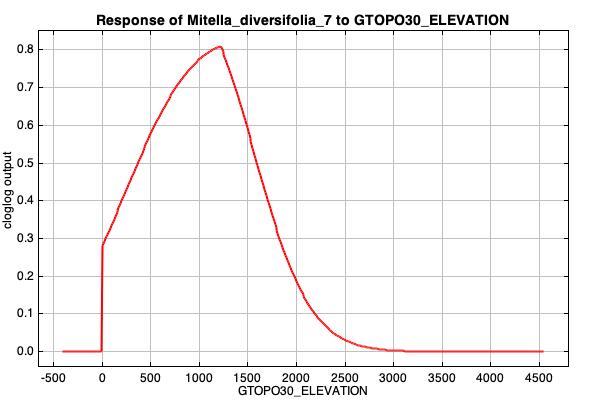 Response of Mitella_diversifolia_7 to GTOPO30_ELEVATION
cloglog output
0.8
0.7
0.6
0.5
0.4
0.3
0.2
0.1
0.0
-500 0 500 1000 1500 2000 2500 3000 3500 4000 4500
GTOPO30_ELEVATION